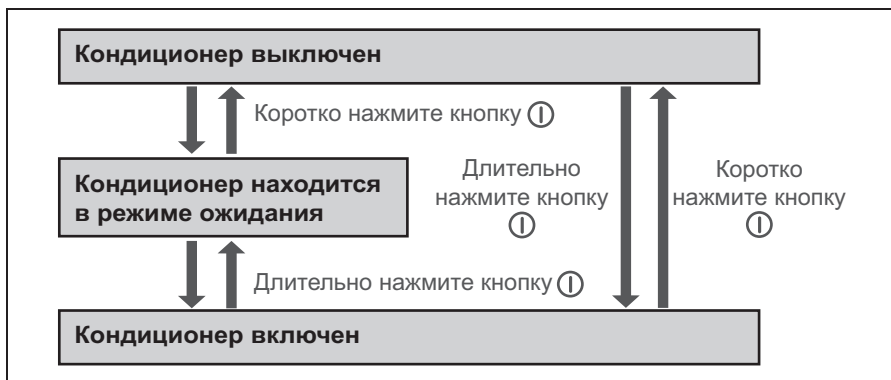 Кондиционер выключен
Коротко нажмите кнопку
Кондиционер находится
в режиме ожидания
Длительно
нажмите кнопку
Коротко
нажмите кнопку
Длительно нажмите кнопку
Кондиционер включен